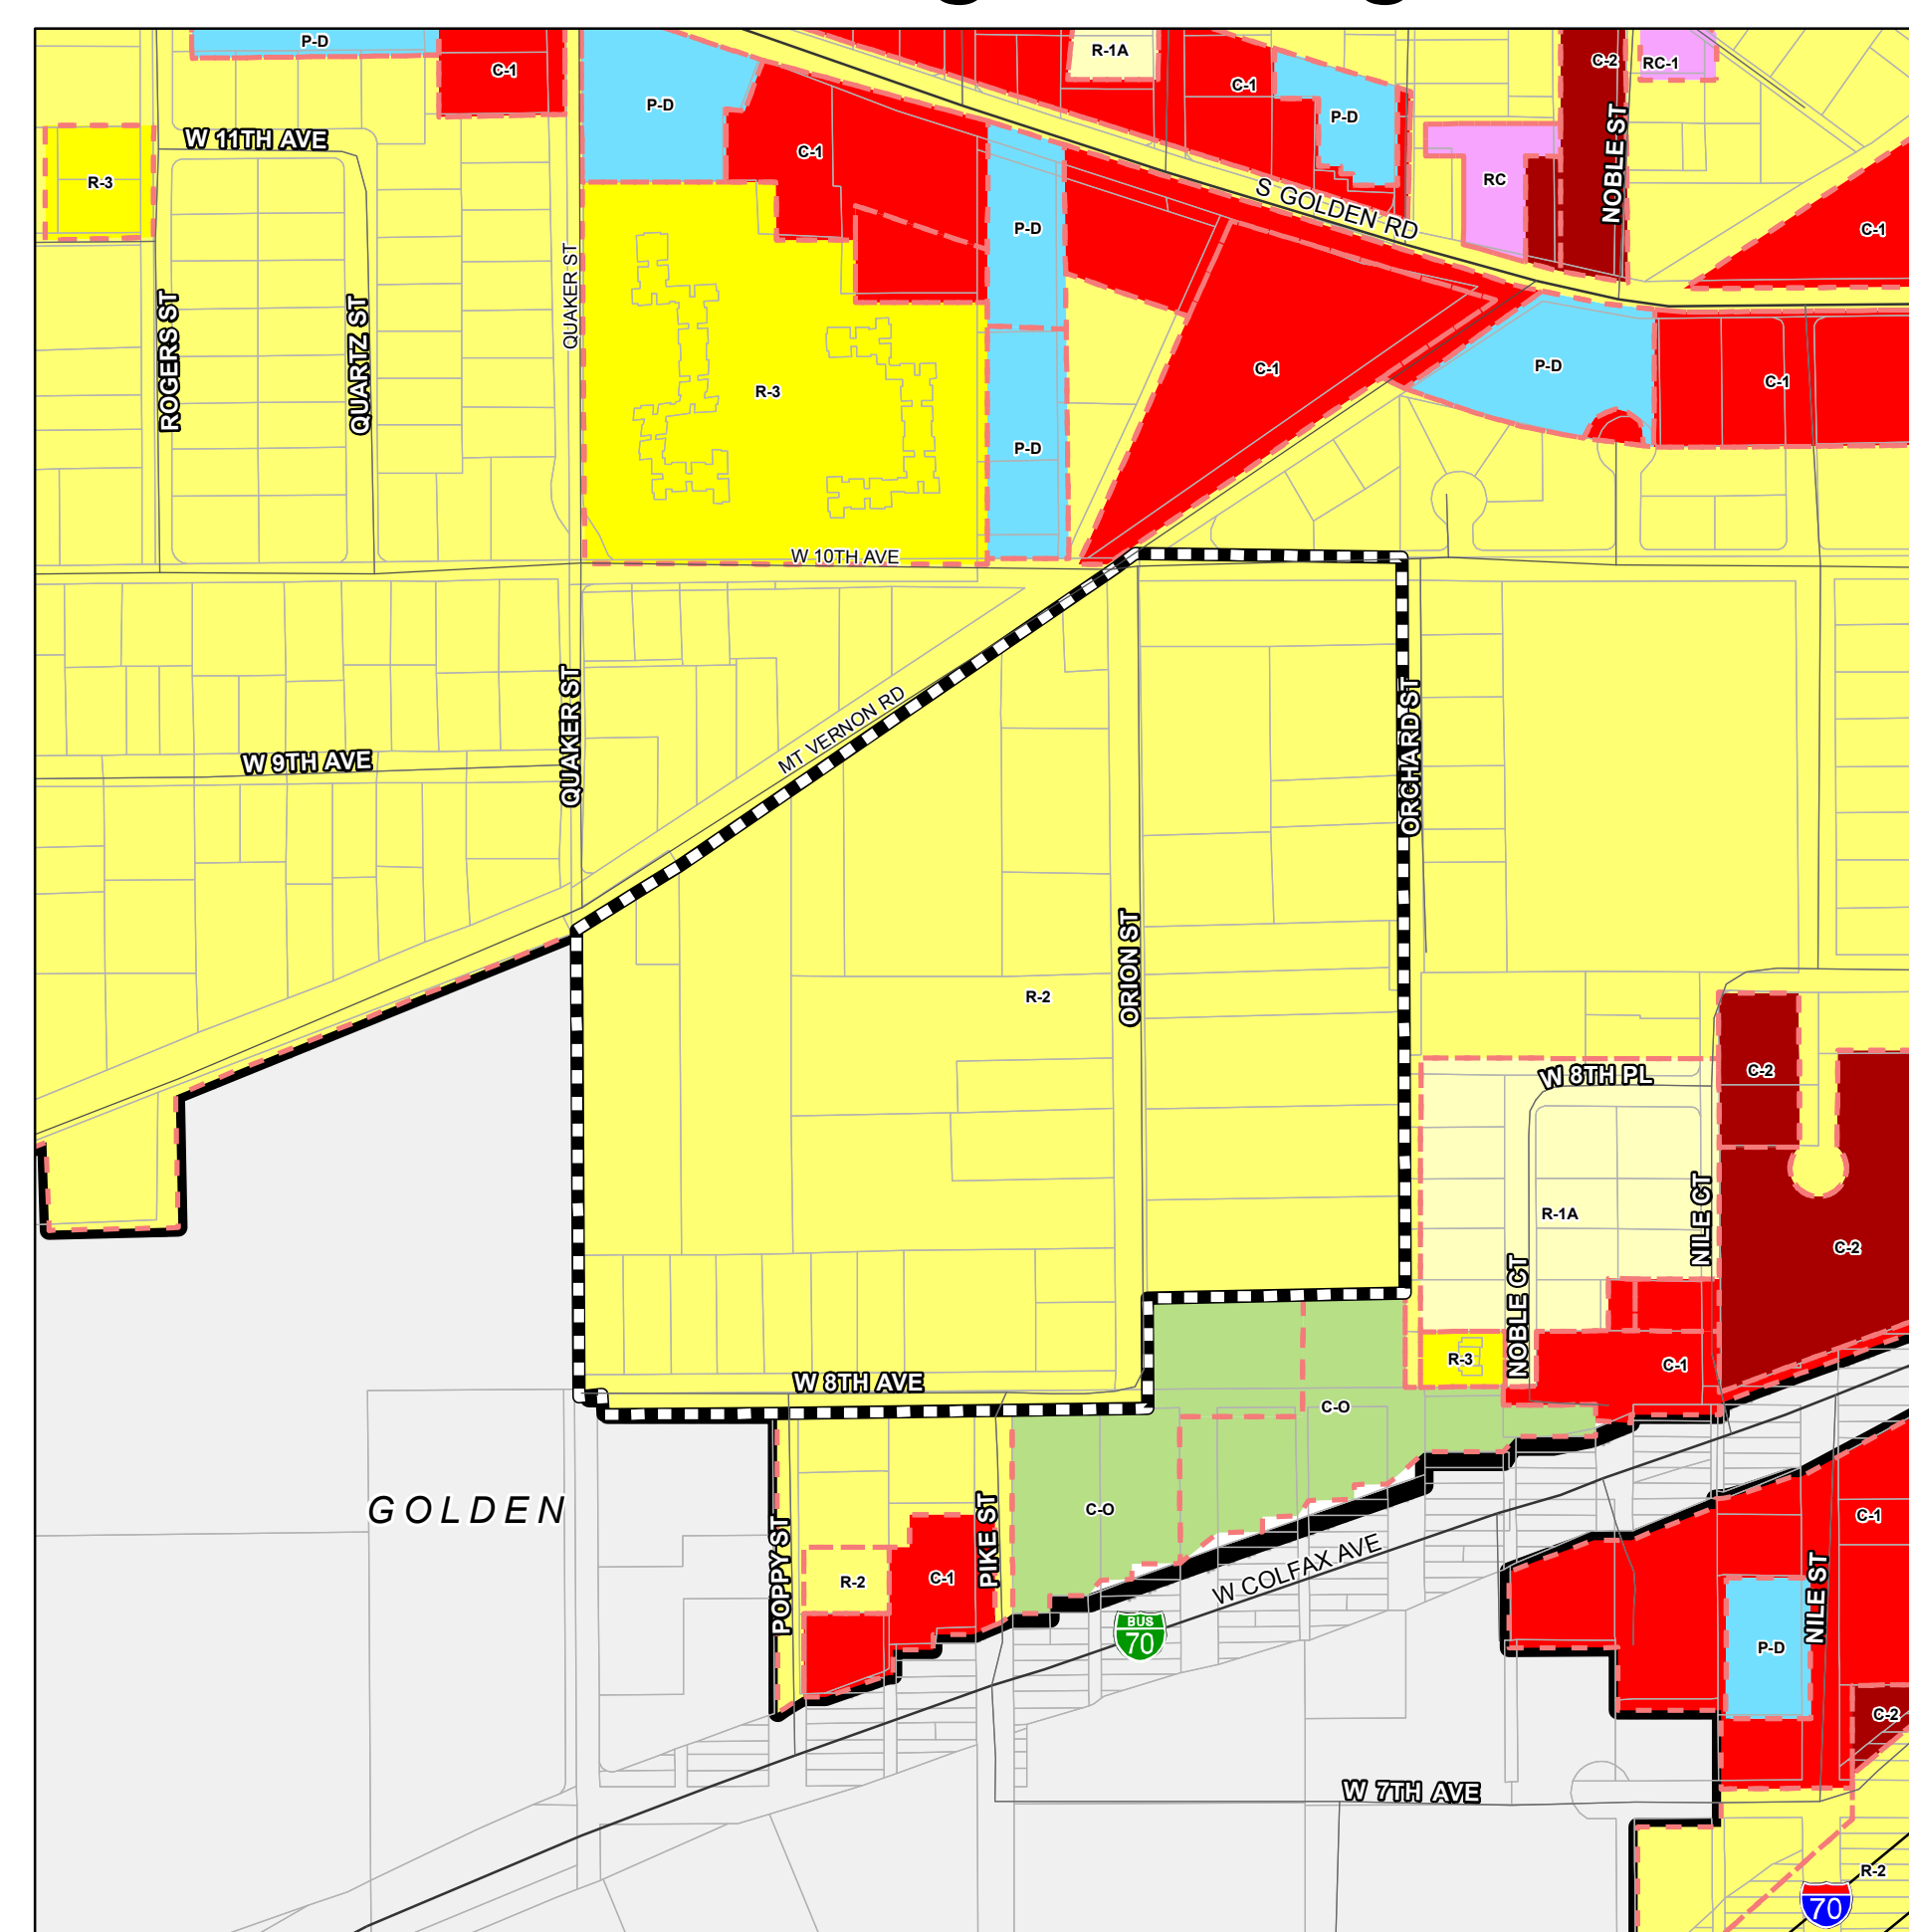 P-D
C-1
P-D
R-1A
C-1
P-D
C-2
RC-1
W 11TH AVE
R-3
C-1
NOBLE ST
RC
S GOLDEN RD
P-D
C-1
QUAKER ST
ROGERS ST
QUARTZ ST
R-3
C-1
P-D
C-1
P-D
W 10TH AVE
QUAKER ST
MT VERNON RD
ORCHARD ST
W 9TH AVE
ORION ST
R-2
W 8TH PL
C-2
R-1A
NILE CT
C-2
NOBLE CT
R-3
C-1
W 8TH AVE
C-O
GOLDEN
C-O
C-1
POPPY ST
PIKE ST
R-2
C-1
W COLFAX AVE
BUS
70
NILE ST
P-D
C-2
W 7TH AVE
R-2
70